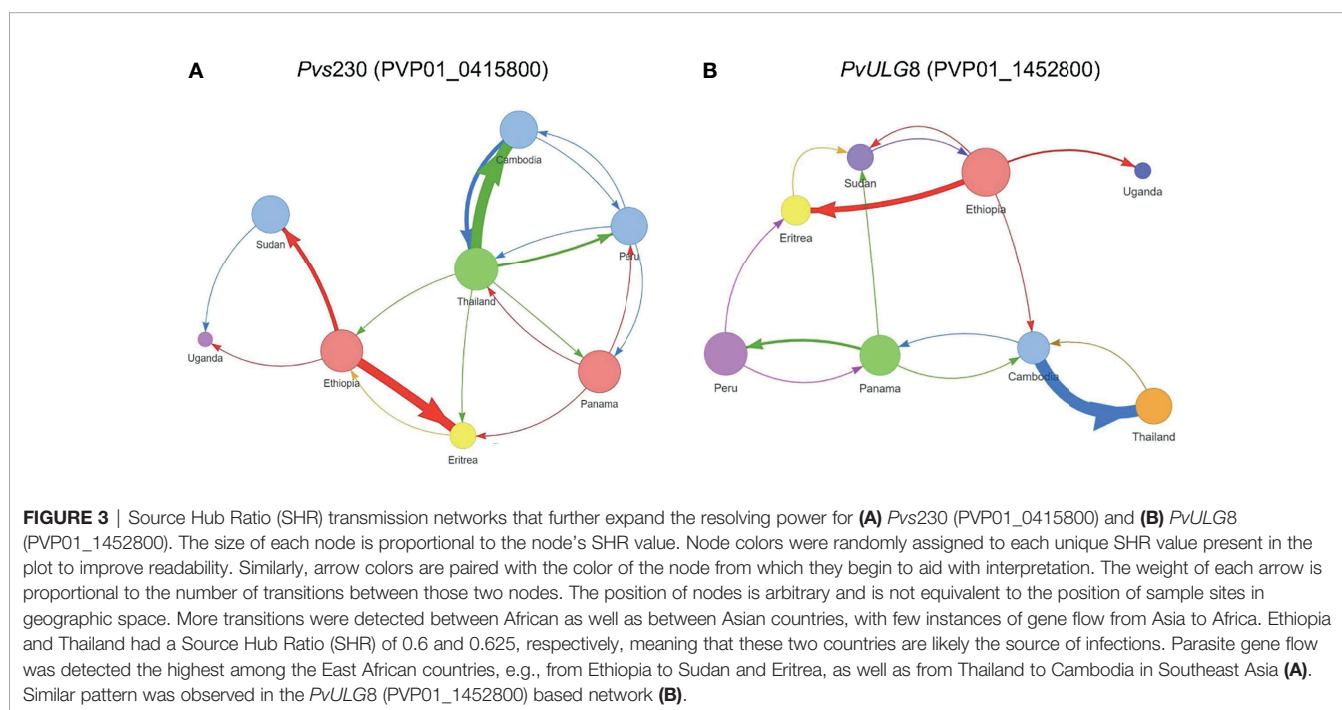 A
Pvs230 (PVP01_0415800)
Cambodia
Sudan
Peru
Thailand
Uganda
Ethiopia
Panama
Eritrea
B
PvULG8 (PVP01_1452800)
Sudan
Uganda
Ethiopia
Eritrea
Peru
Panama
Cambodia
Thailand
FIGURE 3 | Source Hub Ratio (SHR) transmission networks that further expand the resolving power for (A) Pvs230 (PVP01_0415800) and (B) PvULG8
(PVP01_1452800). The size of each node is proportional to the node's SHR value. Node colors were randomly assigned to each unique SHR value present in the
plot to improve readability. Similarly, arrow colors are paired with the color of the node from which they begin to aid with interpretation. The weight of each arrow is
proportional to the number of transitions between those two nodes. The position of nodes is arbitrary and is not equivalent to the position of sample sites in
geographic space. More transitions were detected between African as well as between Asian countries, with few instances of gene flow from Asia to Africa. Ethiopia
and Thailand had a Source Hub Ratio (SHR) of 0.6 and 0.625, respectively, meaning that these two countries are likely the source of infections. Parasite gene flow
was detected the highest among the East African countries, e.g., from Ethiopia to Sudan and Eritrea, as well as from Thailand to Cambodia in Southeast Asia (A).
Similar pattern was observed in the PvULG8 (PVP01_1452800) based network (B).